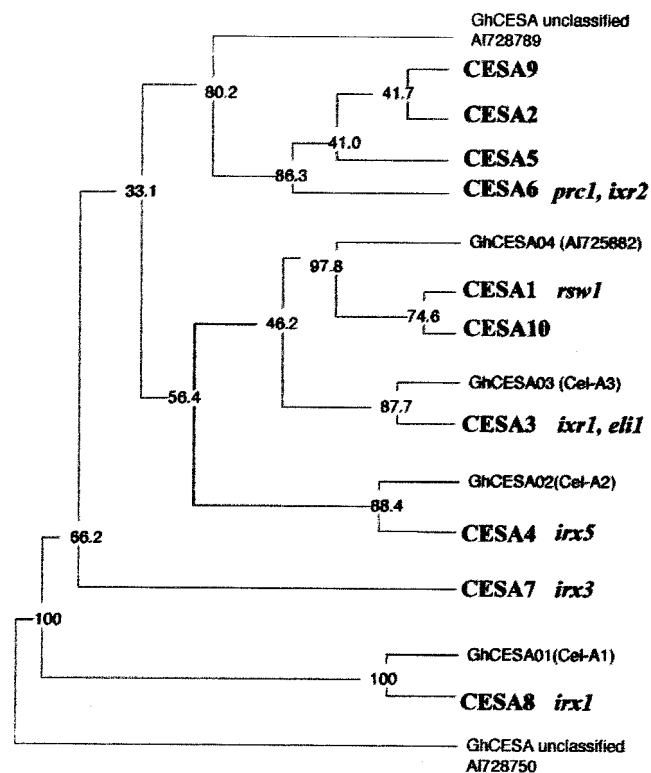 GhCESA unclassified
AI728789
CESA9
41.7
80.2
CESA2
41.0
CESA5
86.3
CESA6 prc1, ixr2
33.1
GhCESA04 (AI725882)
97.8
CESA1 rsw1
74.6
46.2
CESA10
GhCESA03 (Cel-A3)
56.4
87.7
CESA3 ixr1, eli1
GhCESA02(Cel-A2)
88.4
CESA4 irx5
66.2
CESA7 irx3
100
GhCESA01(Cel-A1)
100
CESA8 irx1
GhCESA unclassified
AI728750